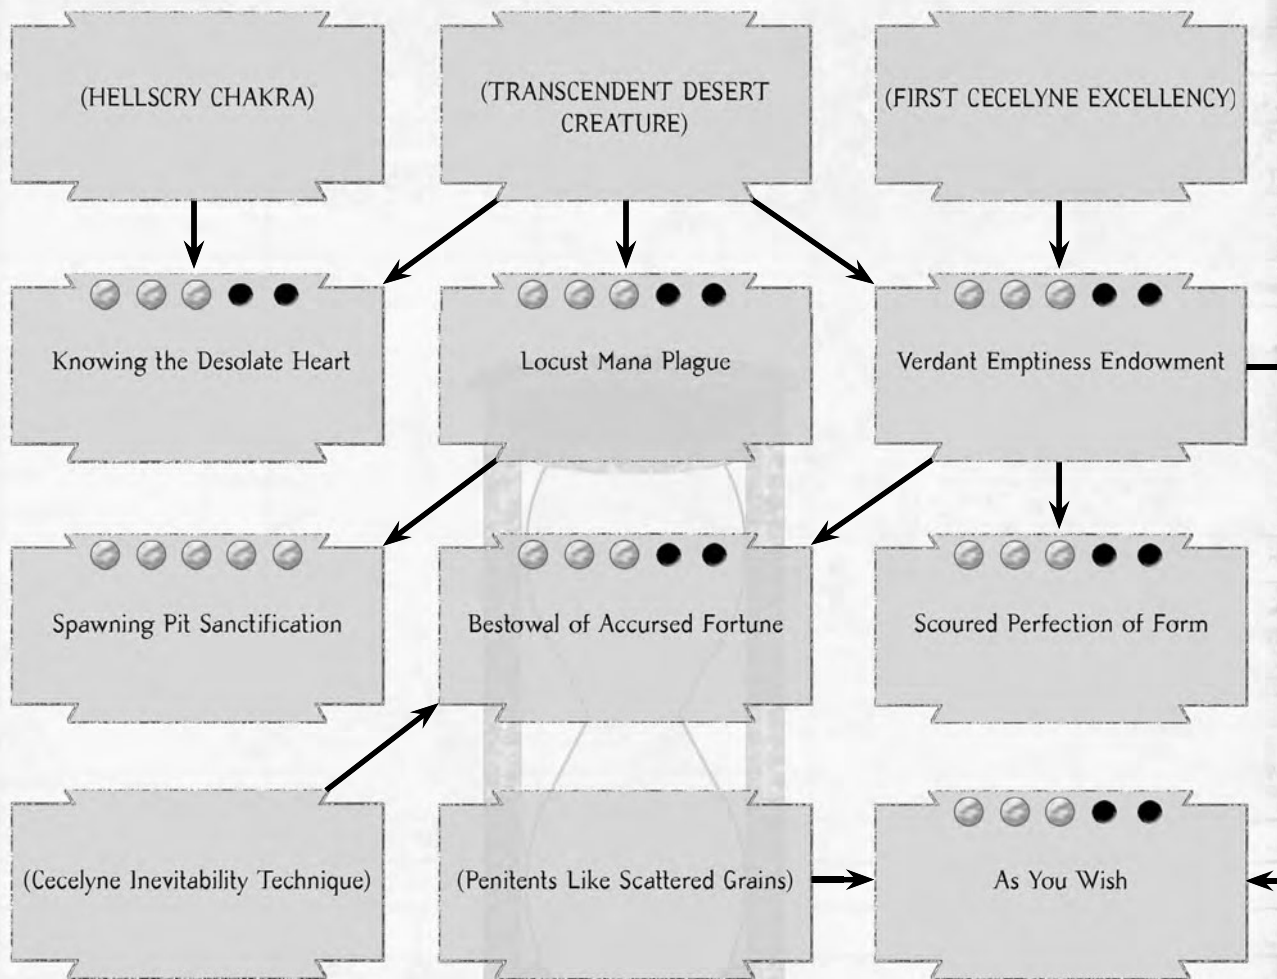 (HELLSCRY CHAKRA)
(TRANSCENDENT DESERT
CREATURE)
(FIRST CECELYNE EXCELLENCY)
Knowing the Desolate Heart
Locust Mana Plague
Verdant Emptiness Endowment
Spawning Pit Sanctification
Bestowal of Accursed Fortune
Scoured Perfection of Form
(Cecelyne Inevitability Technique)
(Penitents Like Scattered Grains)
As You Wish